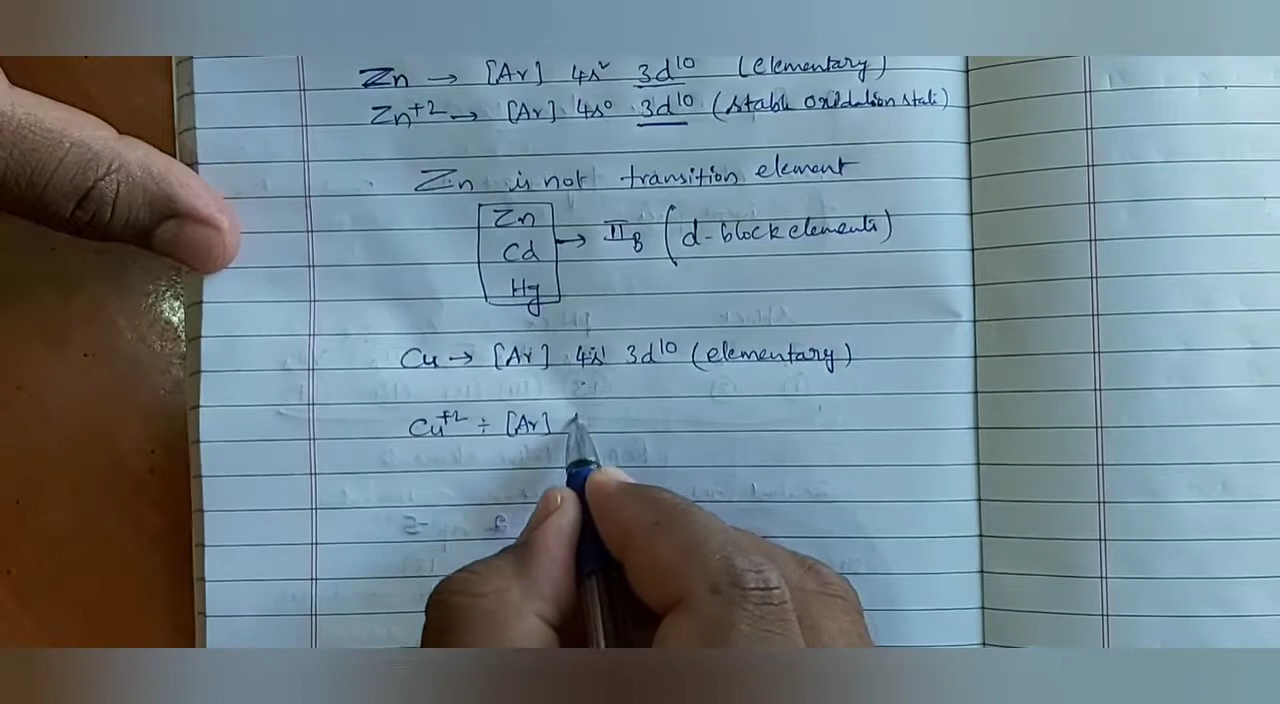 Zn → [Ar] 4s² 3d¹⁰ (elementary)
Zn⁺² → [Ar] 4s⁰ 3d¹⁰ (stable oxidation state)
Zn is not transition element
Zn
Cd → II_B (d-block elements)
Hg
Cu → [Ar] 4s¹ 3d¹⁰ (elementary)
Cu⁺² ÷ [Ar]